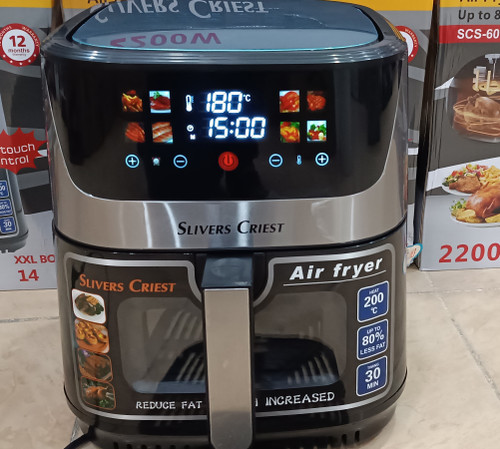 SLIVERS CRIEST
2200W
12
months
touch
ntrol
XXL BO
14
Up to 8
SCS-60
2200
180°C
15:00
SLIVERS CRIEST
SLIVERS CRIEST
Air fryer
HEAT
200
°C
UP TO
80%
LESS FAT
30
MIN
REDUCE FAT
INCREASED